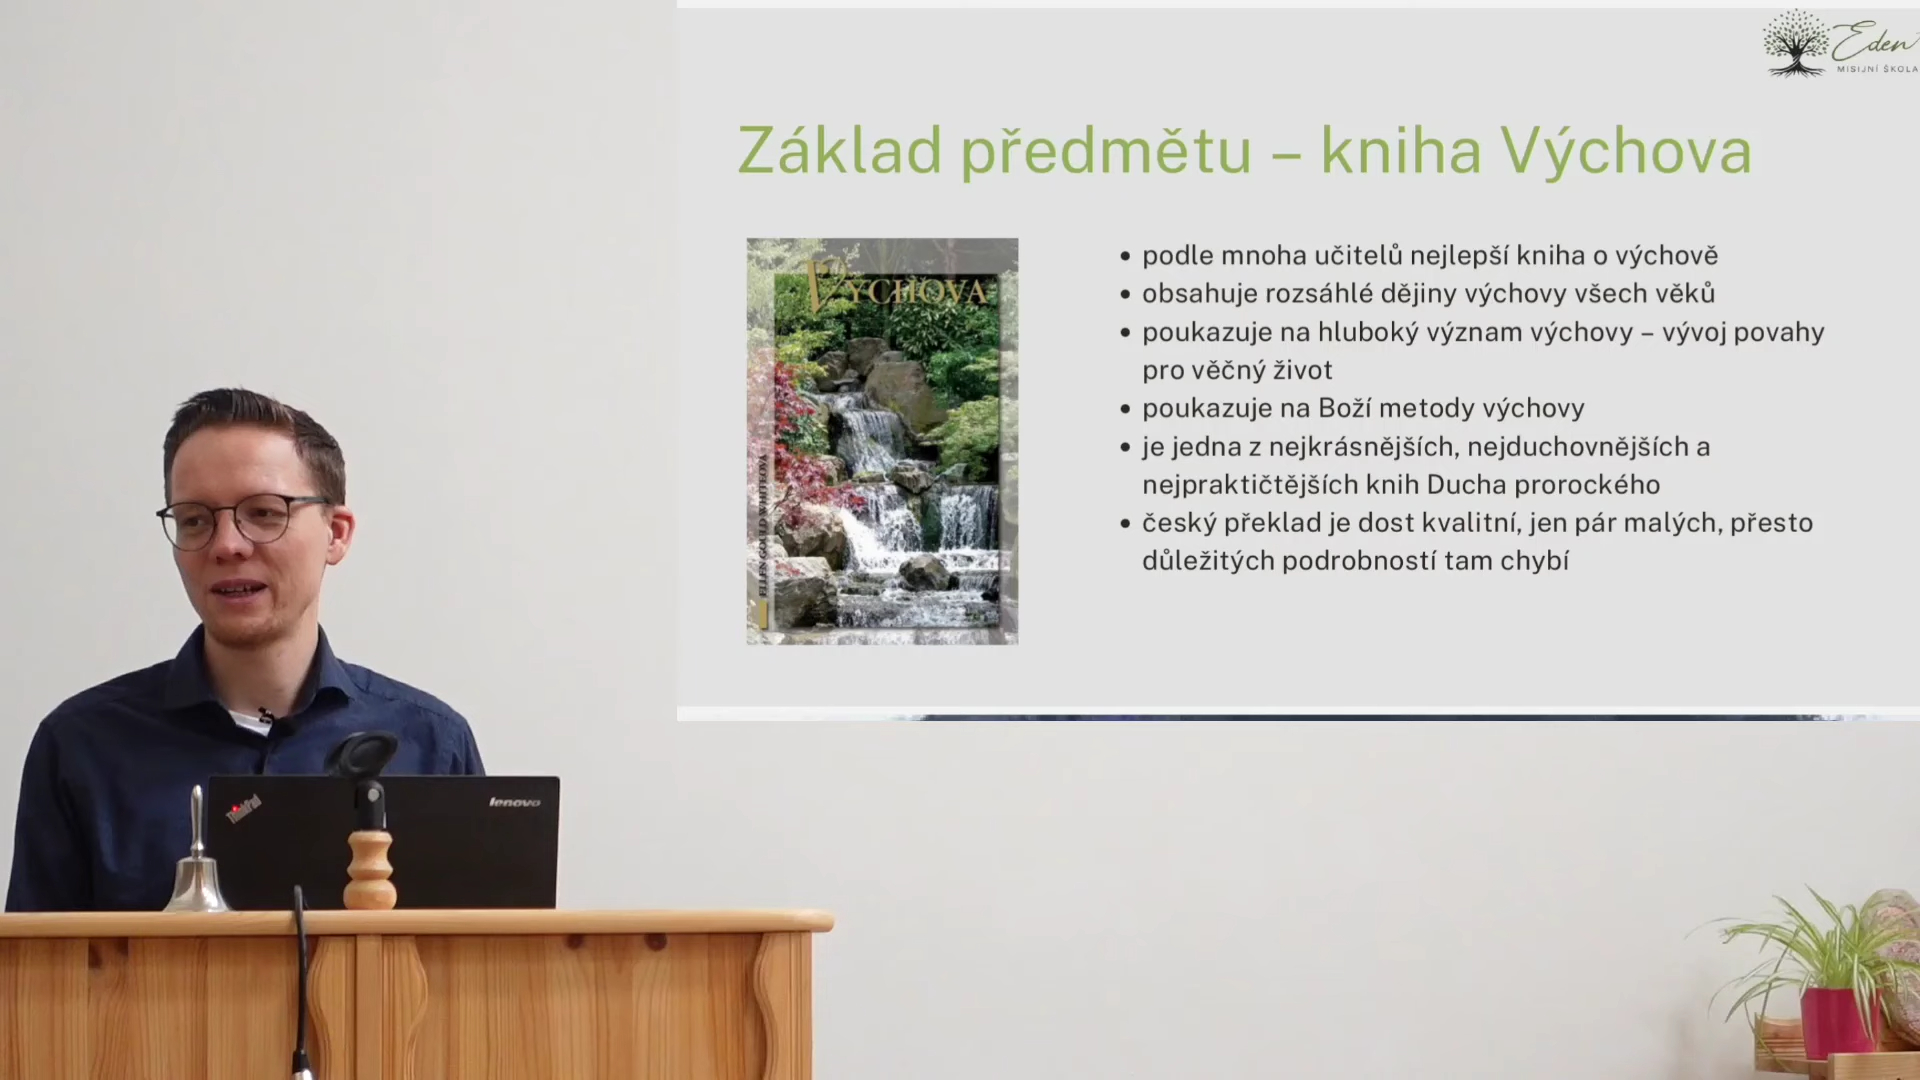 Eden
MISIJNÍ ŠKOLA
Základ předmětu – kniha Výchova
VÝCHOVA
ELLEN GOULD WHITEOVÁ
• podle mnoha učitelů nejlepší kniha o výchově
• obsahuje rozsáhlé dějiny výchovy všech věků
• poukazuje na hluboký význam výchovy – vývoj povahy
pro věčný život
• poukazuje na Boží metody výchovy
• je jedna z nejkrásnějších, nejduchovnějších a
nejpraktičtějších knih Ducha prorockého
• český překlad je dost kvalitní, jen pár malých, přesto
důležitých podrobností tam chybí
ThinkPad
lenovo